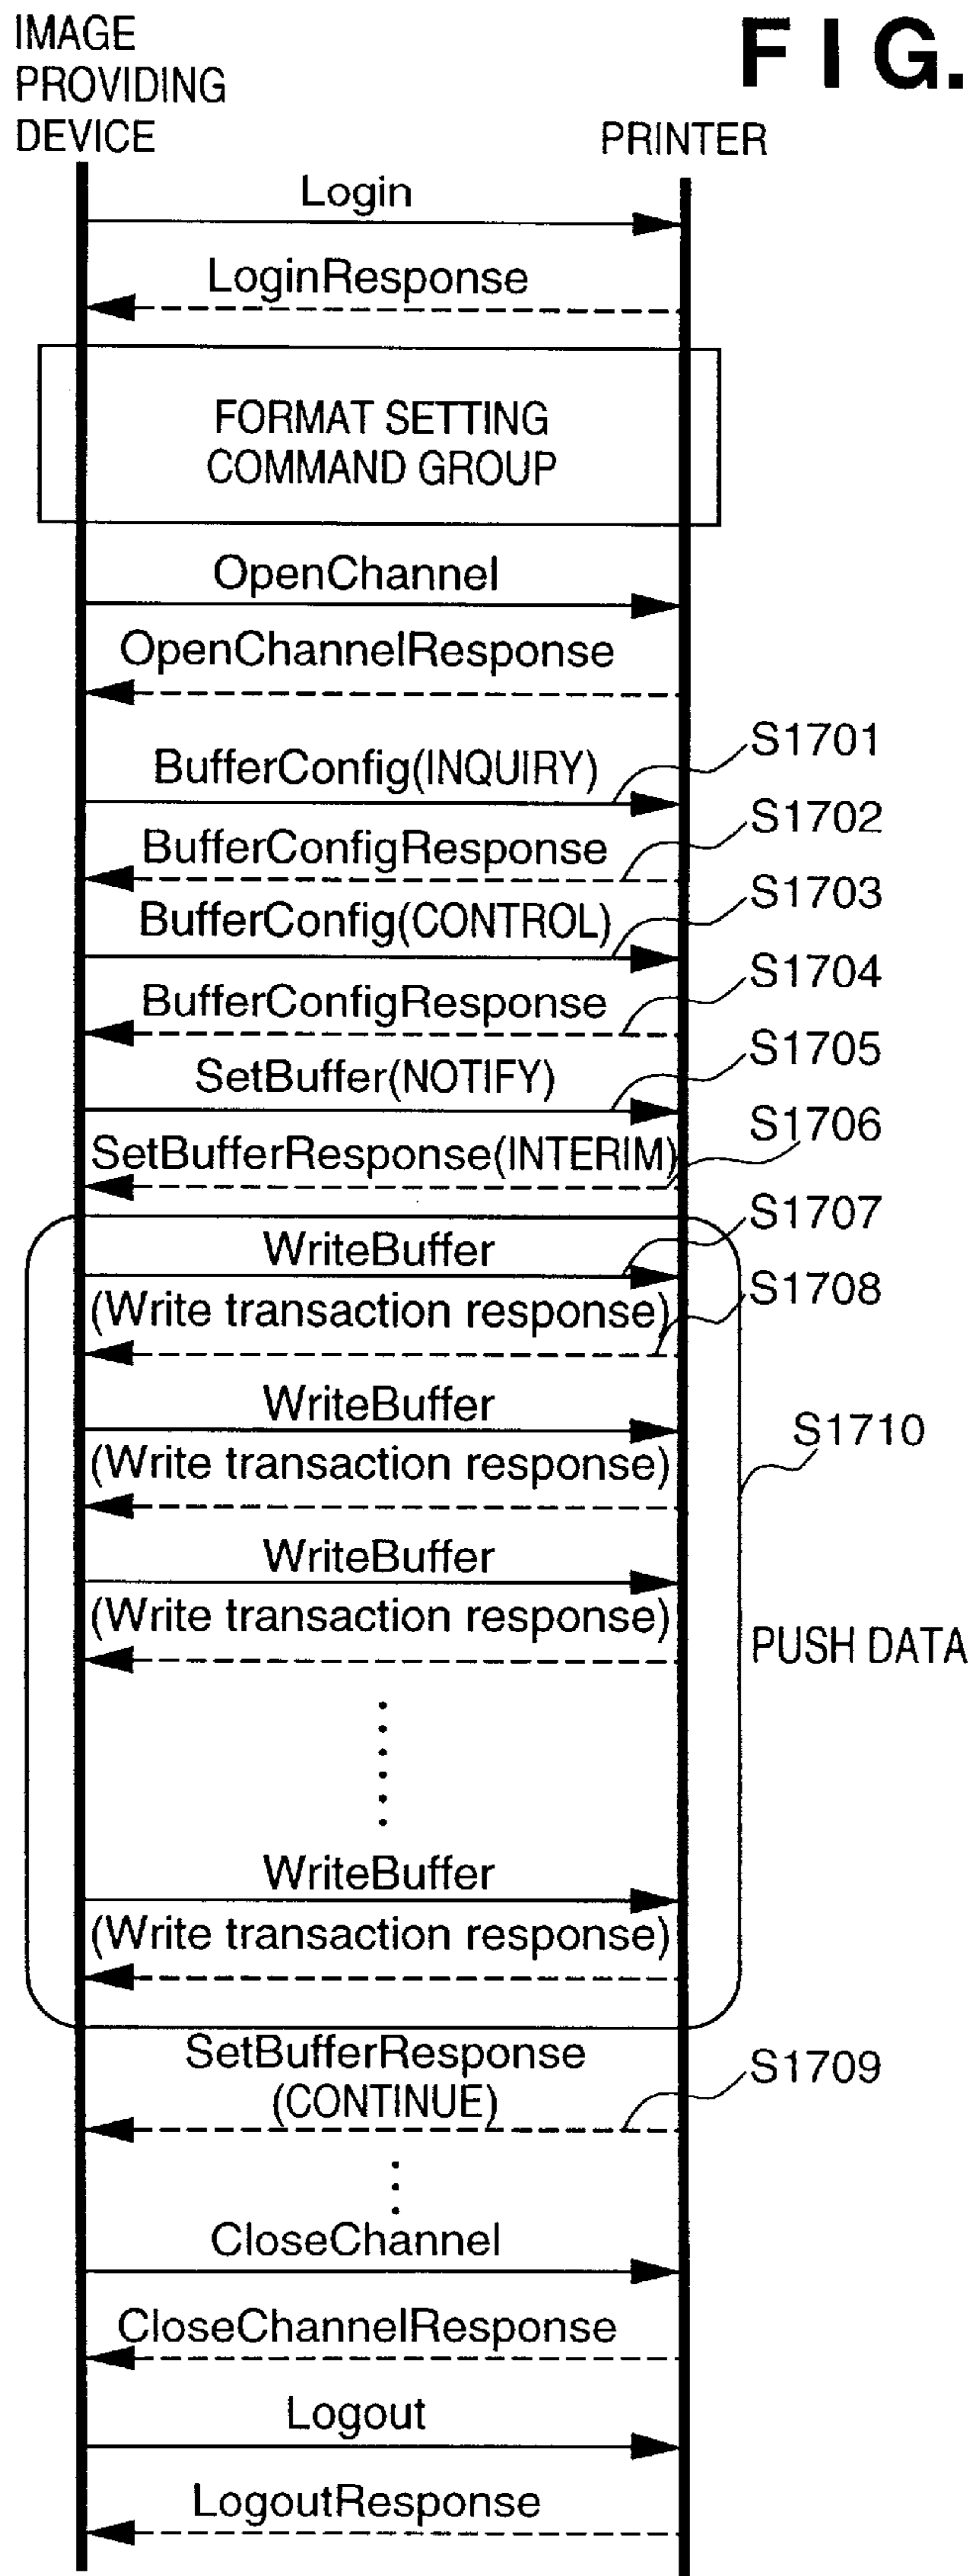 IMAGE
PROVIDING
DEVICE
FIG.
PRINTER
Login
LoginResponse
FORMAT SETTING
COMMAND GROUP
OpenChannel
OpenChannelResponse
S1701
BufferConfig(INQUIRY)
S1702
BufferConfigResponse
S1703
BufferConfig(CONTROL)
S1704
BufferConfigResponse
S1705
SetBuffer(NOTIFY)
S1706
SetBufferResponse(INTERIM)
S1707
WriteBuffer
S1708
(Write transaction response)
WriteBuffer
S1710
(Write transaction response)
WriteBuffer
(Write transaction response)
PUSH DATA
WriteBuffer
(Write transaction response)
SetBufferResponse
(CONTINUE)
S1709
CloseChannel
CloseChannelResponse
Logout
LogoutResponse